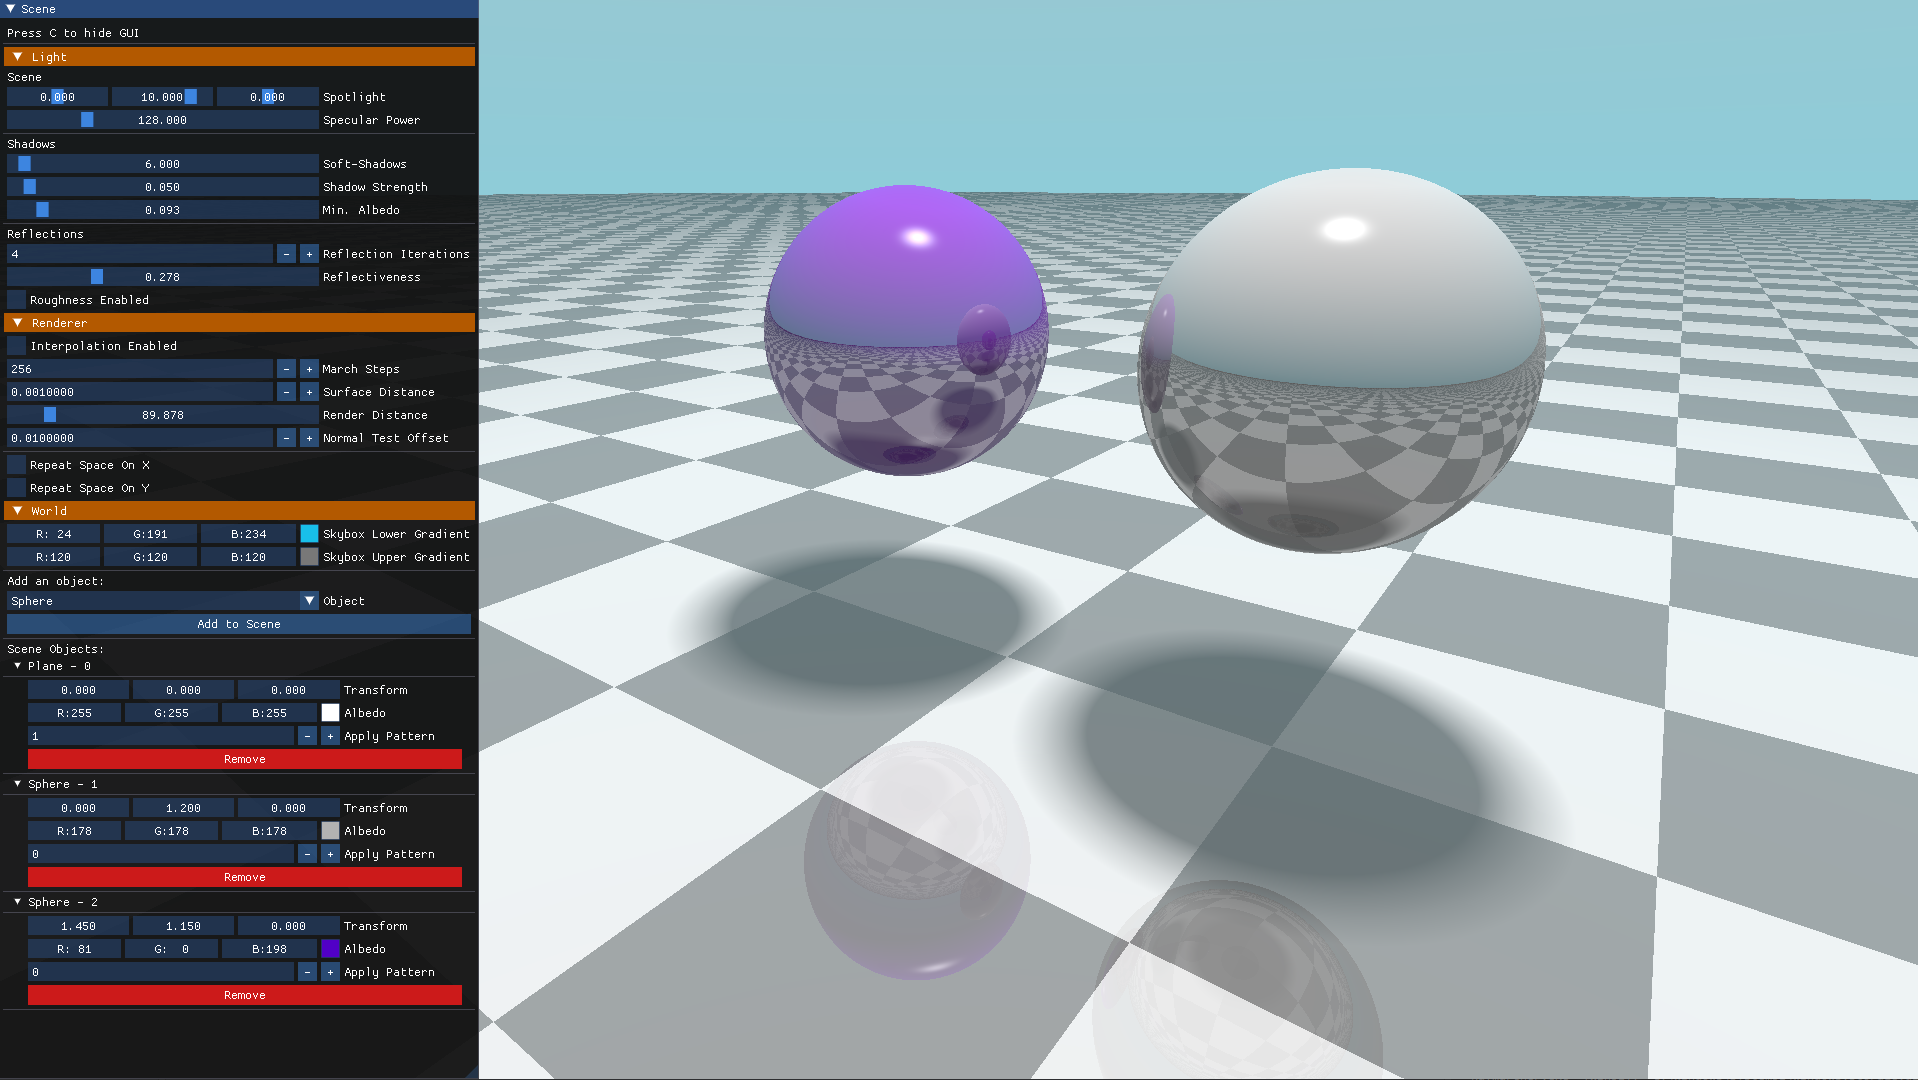 Scene
Press C to hide GUI
Light
Scene
0.000 10.000 0.000 Spotlight
128.000 Specular Power
Shadows
6.000 Soft-Shadows
0.050 Shadow Strength
0.093 Min. Albedo
Reflections
4 - + Reflection Iterations
0.278 Reflectiveness
Roughness Enabled
Renderer
Interpolation Enabled
256 - + March Steps
0.0010000 - + Surface Distance
89.878 Render Distance
0.0100000 - + Normal Test Offset
Repeat Space On X
Repeat Space On Y
World
R: 24 G:191 B:234 Skybox Lower Gradient
R:120 G:120 B:120 Skybox Upper Gradient
Add an object:
Sphere Object
Add to Scene
Scene Objects:
Plane - 0
0.000 0.000 0.000 Transform
R:255 G:255 B:255 Albedo
1 - + Apply Pattern
Remove
Sphere - 1
0.000 1.200 0.000 Transform
R:178 G:178 B:178 Albedo
0 - + Apply Pattern
Remove
Sphere - 2
1.450 1.150 0.000 Transform
R: 81 G: 0 B:198 Albedo
0 - + Apply Pattern
Remove